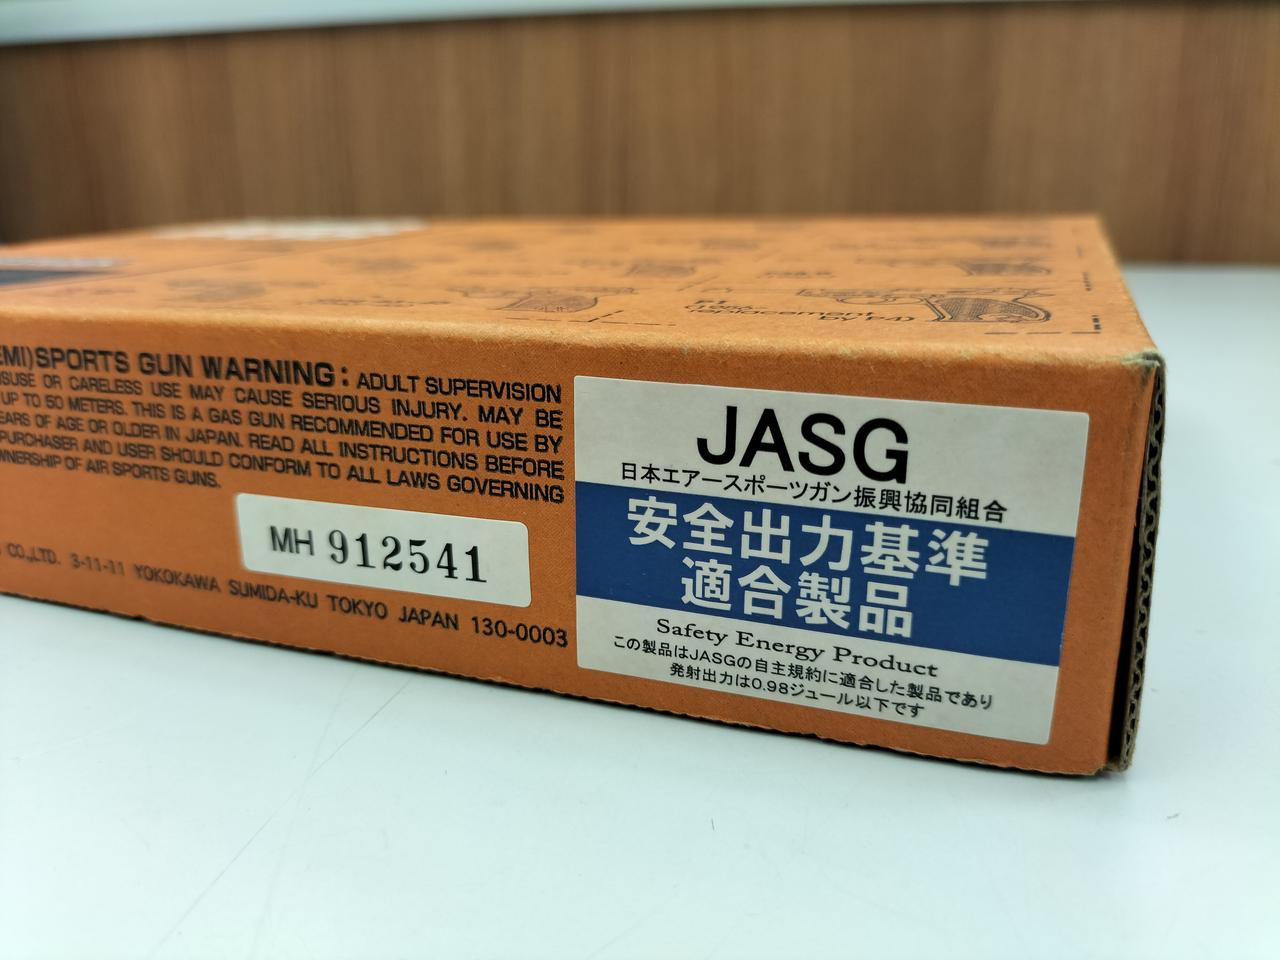 EMI) SPORTS GUN WARNING : ADULT SUPERVISION
OR CARELESS USE MAY CAUSE SERIOUS INJURY. MAY BE
UP TO 50 METERS. THIS IS A GAS GUN RECOMMENDED FOR USE BY
EARS OF AGE OR OLDER IN JAPAN. READ ALL INSTRUCTIONS BEFORE
PURCHASER AND USER SHOULD CONFORM TO ALL LAWS GOVERNING
WNERSHIP OF AIR SPORTS GUNS.
MH 912541
CO.,LTD. 3-11-11 YOKOKAWA SUMIDA-KU TOKYO JAPAN 130-0003
JASG
日本エアースポーツガン振興協同組合
安全出力基準
適合製品
Safety Energy Product
この製品はJASGの自主規約に適合した製品であり
発射出力は0.98ジュール以下です
replacement